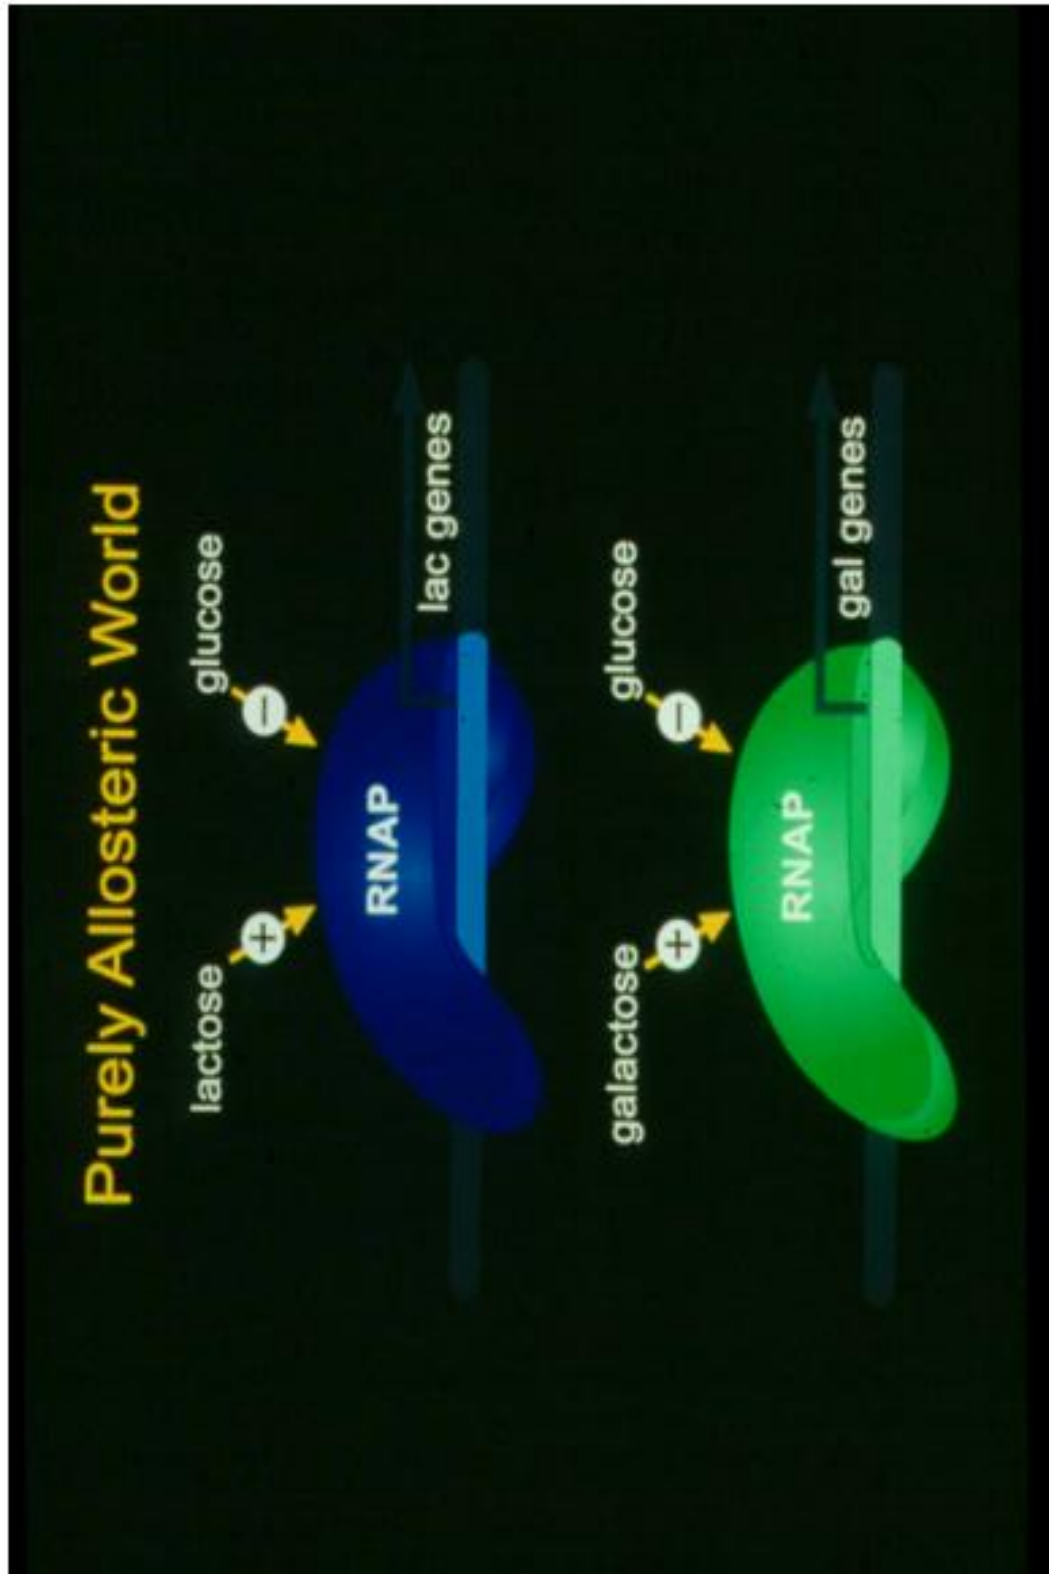 Purely Allosteric World
lactose
+
−
glucose
RNAP
lac genes
galactose
+
−
glucose
RNAP
gal genes